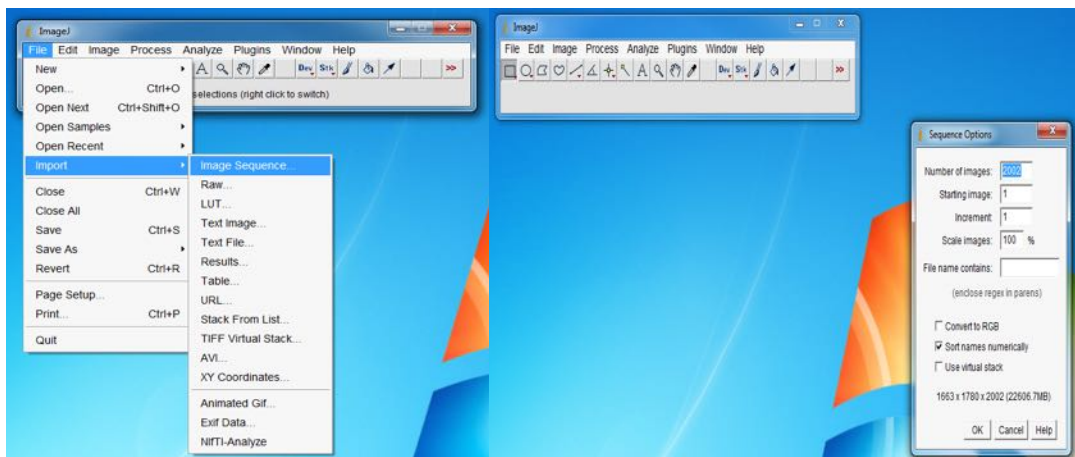 ImageJ
File Edit Image Process Analyze Plugins Window Help
A Dev Stk >>
selections (right click to switch)
New
Open... Ctrl+O
Open Next Ctrl+Shift+O
Open Samples
Open Recent
Import
Close Ctrl+W
Close All
Save Ctrl+S
Save As
Revert Ctrl+R
Page Setup...
Print... Ctrl+P
Quit
Image Sequence...
Raw...
LUT...
Text Image...
Text File...
Results...
Table...
URL...
Stack From List...
TIFF Virtual Stack...
AVI...
XY Coordinates...
Animated Gif...
Exif Data...
NIfTI-Analyze
ImageJ
File Edit Image Process Analyze Plugins Window Help
A Dev Stk >>
Sequence Options
Number of images: 2002
Starting image: 1
Increment: 1
Scale images: 100 %
File name contains:
(enclose regex in parens)
Convert to RGB
Sort names numerically
Use virtual stack
1663 x 1780 x 2002 (22606.7MB)
OK Cancel Help